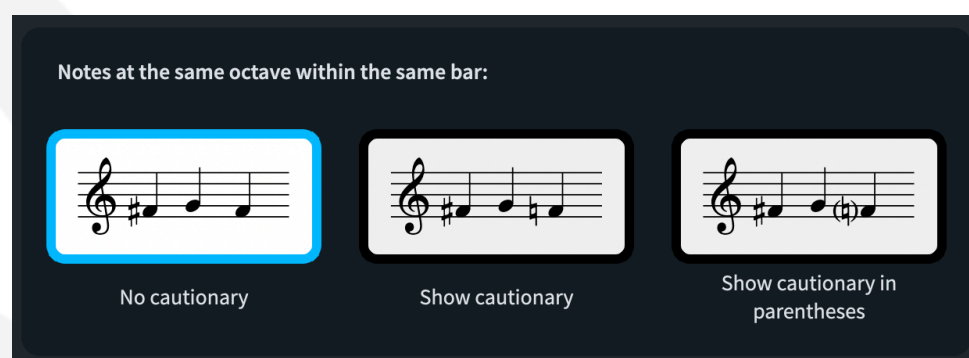 Notes at the same octave within the same bar:
No cautionary
Show cautionary
Show cautionary in
parentheses